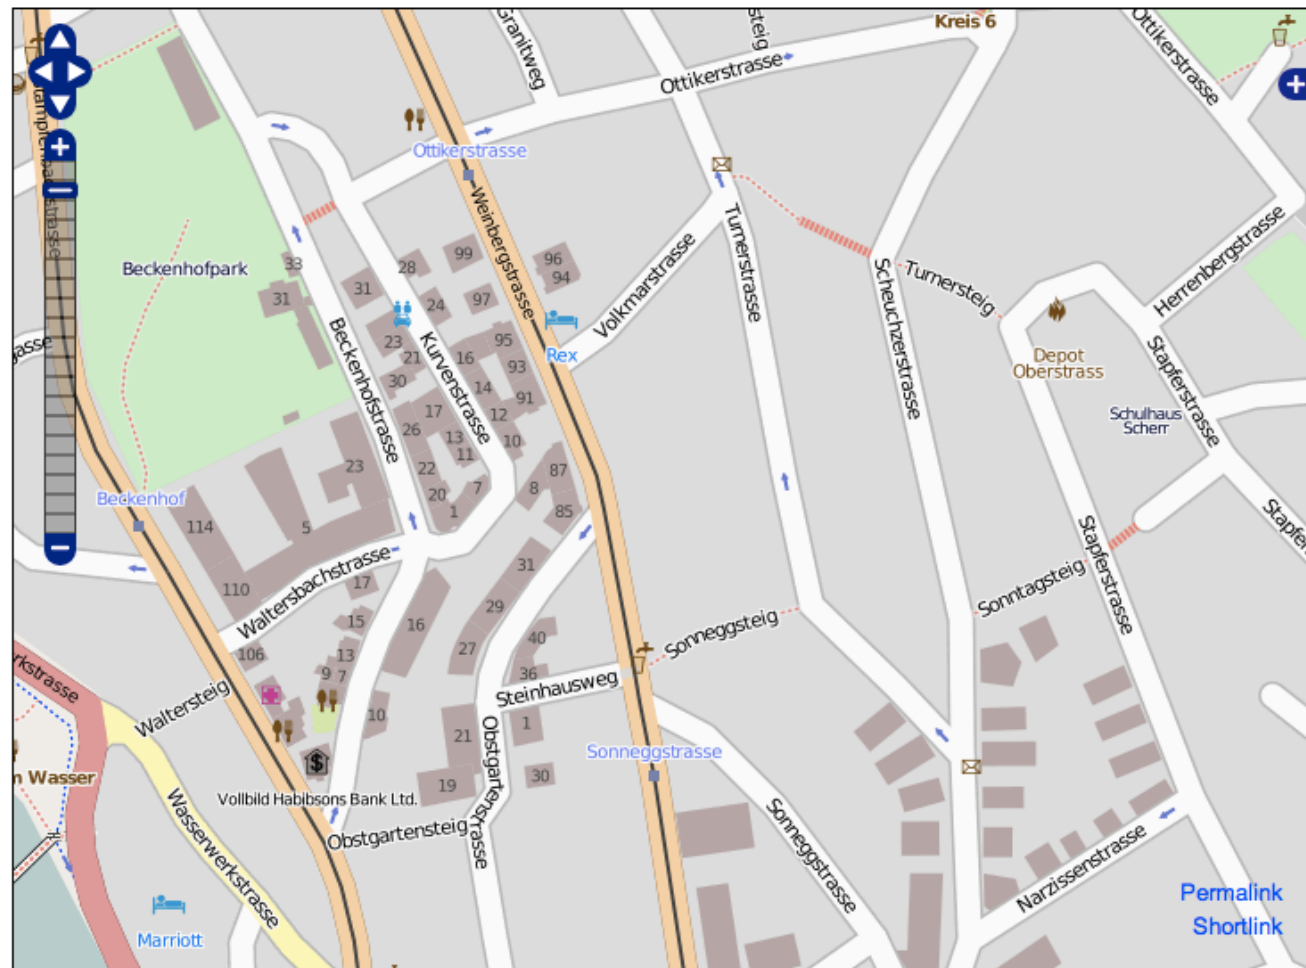 Granitweg
steig
Kreis 6
Ottikerstrasse
Ottikerstrasse
Ottikerstrasse
Weinbergstrasse
Beckenhofpark
33
31
31
28
24
99
97
96
94
Rex
Volkmarstrasse
Turnerstrasse
Scheuchzerstrasse
Turnersteig
Herrenbergstrasse
Depot
Oberstrass
Schulhaus
Scherr
Stapferstrasse
Beckenhofstrasse
Kurvenstrasse
23
21
30
16
14
12
10
95
93
91
17
26
13
11
22
20
7
1
23
87
8
85
gasse
Beckenhof
114
5
110
Waltersbachstrasse
17
15
13
9
7
106
16
10
31
29
27
40
36
1
30
21
19
Sonneggsteig
Sonntagsteig
Stapferstrasse
Steinhausweg
Waltersteig
rkstrasse
m Wasser
Sonneggstrasse
Vollbild Habibsons Bank Ltd.
Obstgartensteig
Obstgartenstrasse
Wasserwerkstrasse
Sonneggstrasse
Narzissenstrasse
Marriott
Permalink
Shortlink